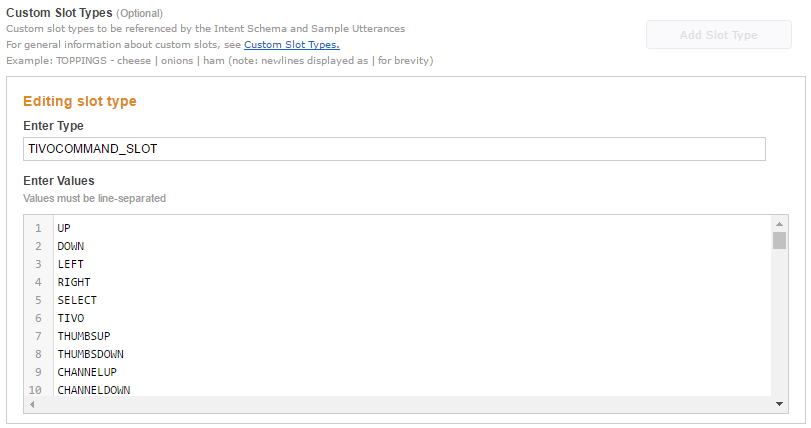 Custom Slot Types (Optional)
Custom slot types to be referenced by the Intent Schema and Sample Utterances
For general information about custom slots, see Custom Slot Types.
Example: TOPPINGS - cheese | onions | ham (note: newlines displayed as | for brevity)
Add Slot Type
Editing slot type
Enter Type
TIVOCOMMAND_SLOT
Enter Values
Values must be line-separated
1 UP
2 DOWN
3 LEFT
4 RIGHT
5 SELECT
6 TIVO
7 THUMBSUP
8 THUMBSDOWN
9 CHANNELUP
10 CHANNELDOWN